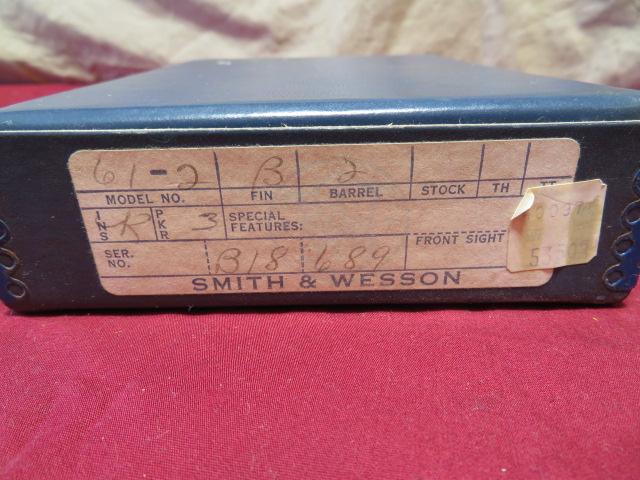 61-2 B 2
MODEL NO. FIN BARREL STOCK TH
INS R PKR 3 SPECIAL FEATURES:
SER. NO. B18 689 FRONT SIGHT
SMITH & WESSON